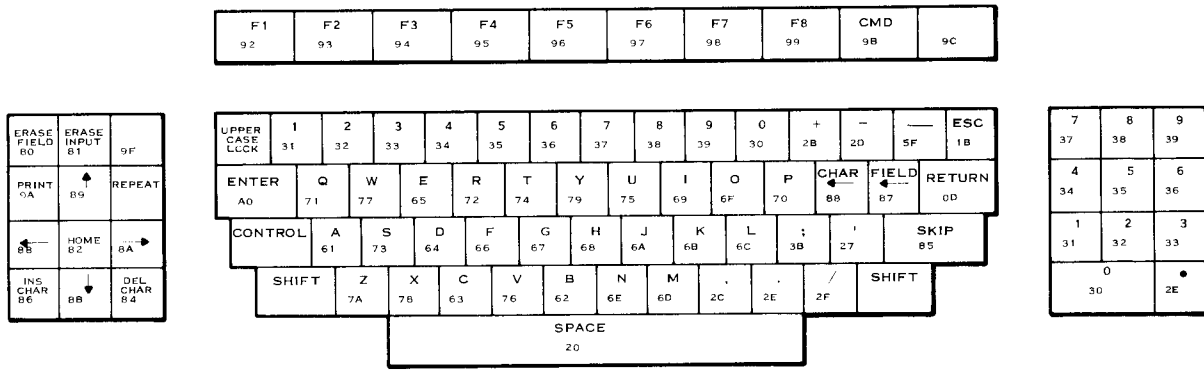 F1 F2 F3 F4 F5 F6 F7 F8 CMD
92 93 94 95 96 97 98 99 9B 9C
ERASE FIELD 80 ERASE INPUT 81 9F
PRINT 9A 89 REPEAT
88 HOME 82 8A
INS CHAR 86 8B DEL CHAR 84
UPPER CASE LOCK 1 2 3 4 5 6 7 8 9 0 + - — ESC
31 32 33 34 35 36 37 38 39 30 2B 2D 5F 1B
ENTER Q W E R T Y U I O P CHAR FIELD RETURN
A0 71 77 65 72 74 79 75 69 6F 70 88 87 0D
CONTROL A S D F G H J K L ; ' SKIP
61 73 64 66 67 68 6A 6B 6C 3B 27 85
SHIFT Z X C V B N M , . / SHIFT
7A 78 63 76 62 6E 6D 2C 2E 2F
SPACE
20
7 8 9
37 38 39
4 5 6
34 35 36
1 2 3
31 32 33
0 •
30 2E